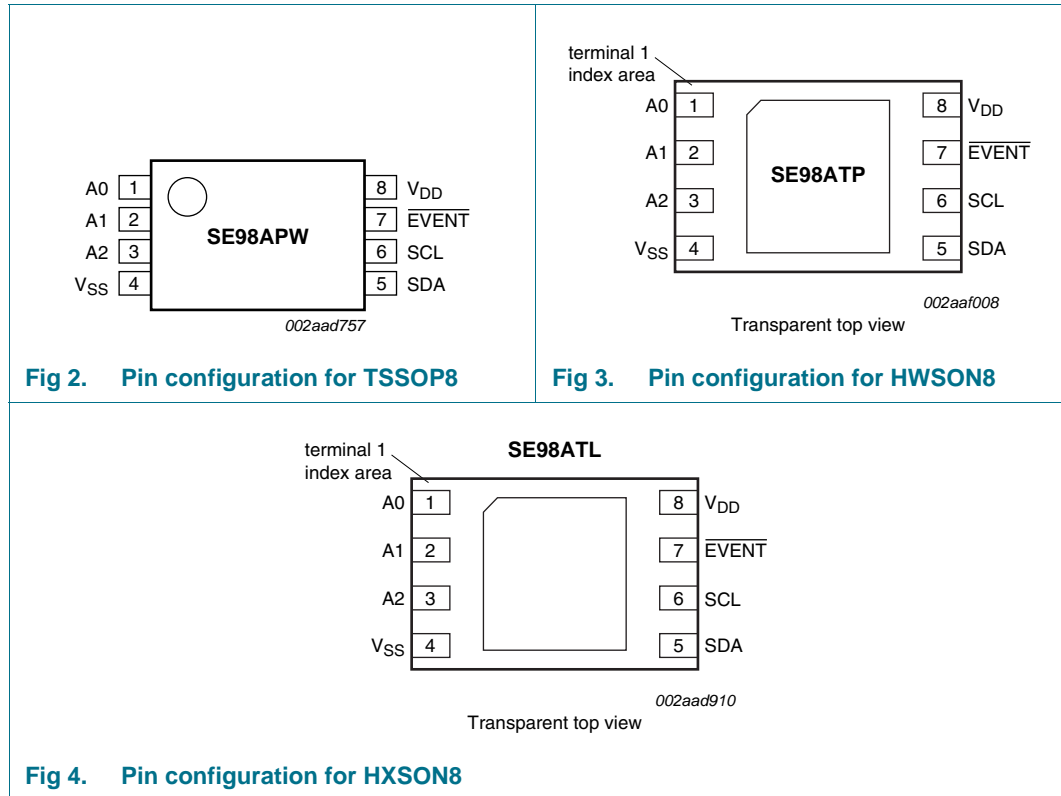 A0 1
A1 2
A2 3
VSS 4
SE98APW
8 VDD
7 EVENT
6 SCL
5 SDA
002aad757
Fig 2. Pin configuration for TSSOP8
terminal 1
index area
A0 1
A1 2
A2 3
VSS 4
SE98ATP
8 VDD
7 EVENT
6 SCL
5 SDA
002aaf008
Transparent top view
Fig 3. Pin configuration for HWSON8
terminal 1
index area
SE98ATL
A0 1
A1 2
A2 3
VSS 4
8 VDD
7 EVENT
6 SCL
5 SDA
002aad910
Transparent top view
Fig 4. Pin configuration for HXSON8